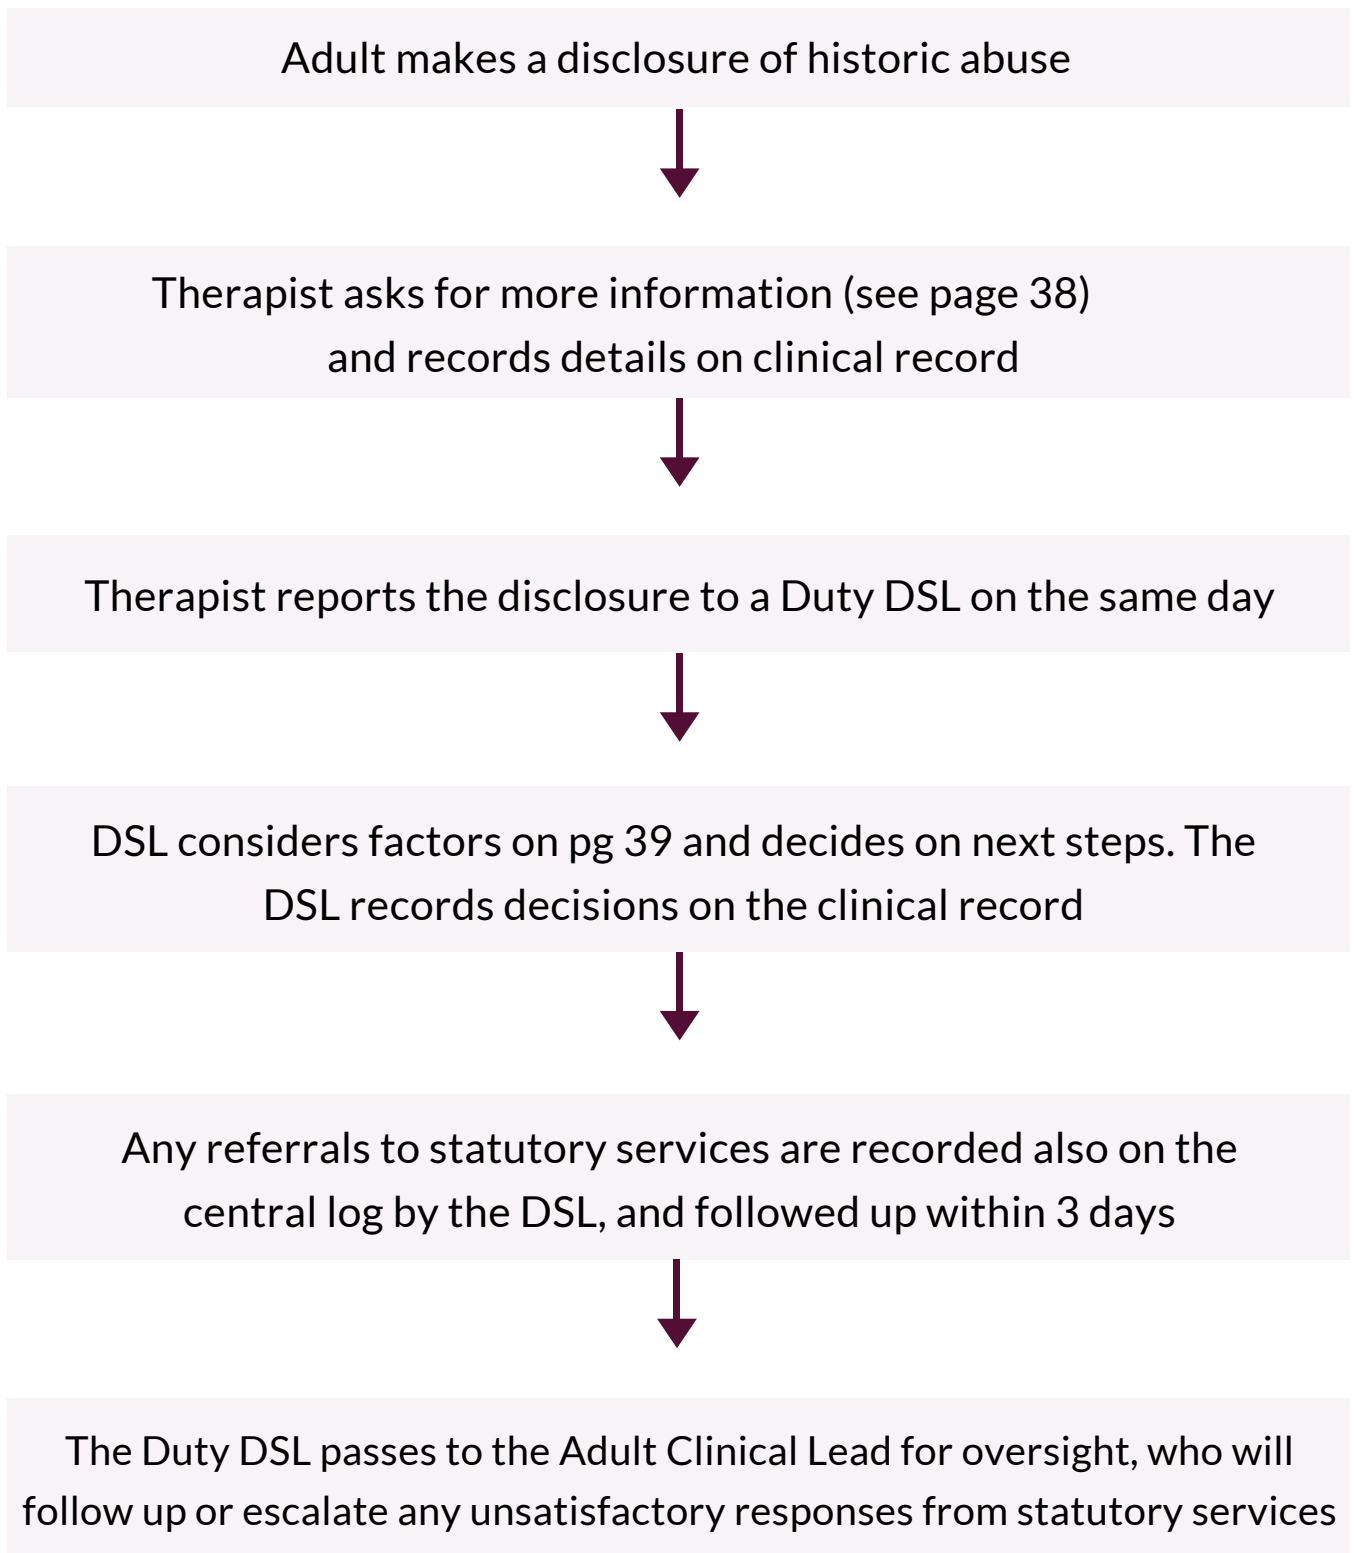 Adult makes a disclosure of historic abuse
Therapist asks for more information (see page 38)
and records details on clinical record
Therapist reports the disclosure to a Duty DSL on the same day
DSL considers factors on pg 39 and decides on next steps. The
DSL records decisions on the clinical record
Any referrals to statutory services are recorded also on the
central log by the DSL, and followed up within 3 days
The Duty DSL passes to the Adult Clinical Lead for oversight, who will
follow up or escalate any unsatisfactory responses from statutory services